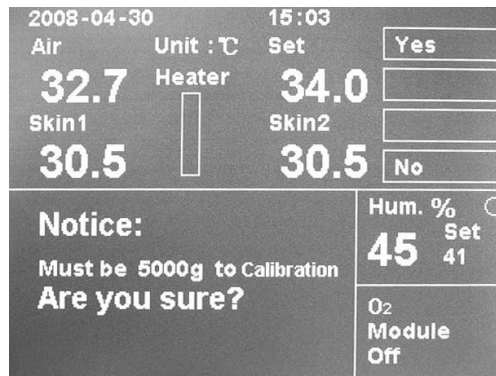 2008-04-30 15:03
Air Unit :℃ Set Yes
32.7 Heater 34.0
Skin1 Skin2
30.5 30.5 No
Notice:
Must be 5000g to Calibration
Are you sure?
Hum. %
45 Set
41
O₂
Module
Off